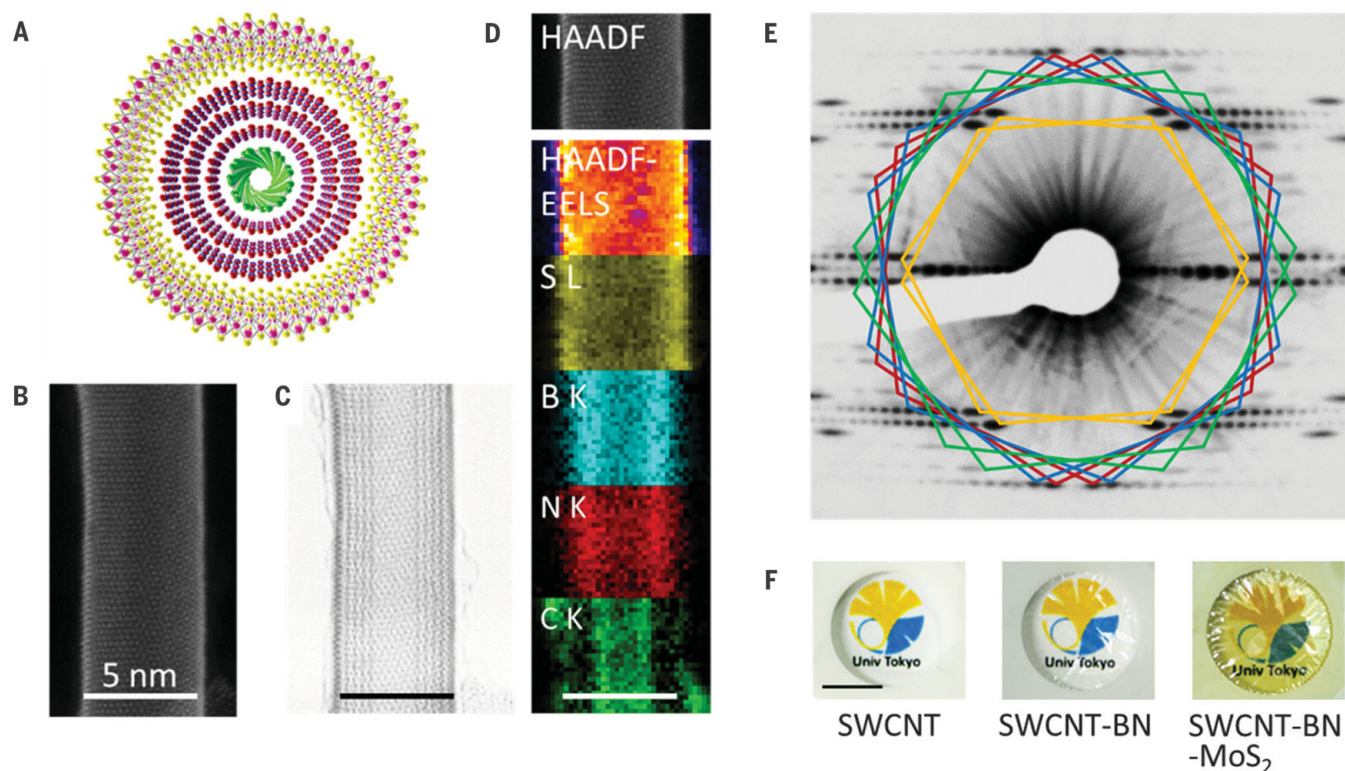 A
B
5 nm
C
D
HAADF
HAADF-
EELS
S L
B K
N K
C K
E
F
Univ Tokyo
SWCNT
Univ Tokyo
SWCNT-BN
Univ Tokyo
SWCNT-BN
-MoS₂